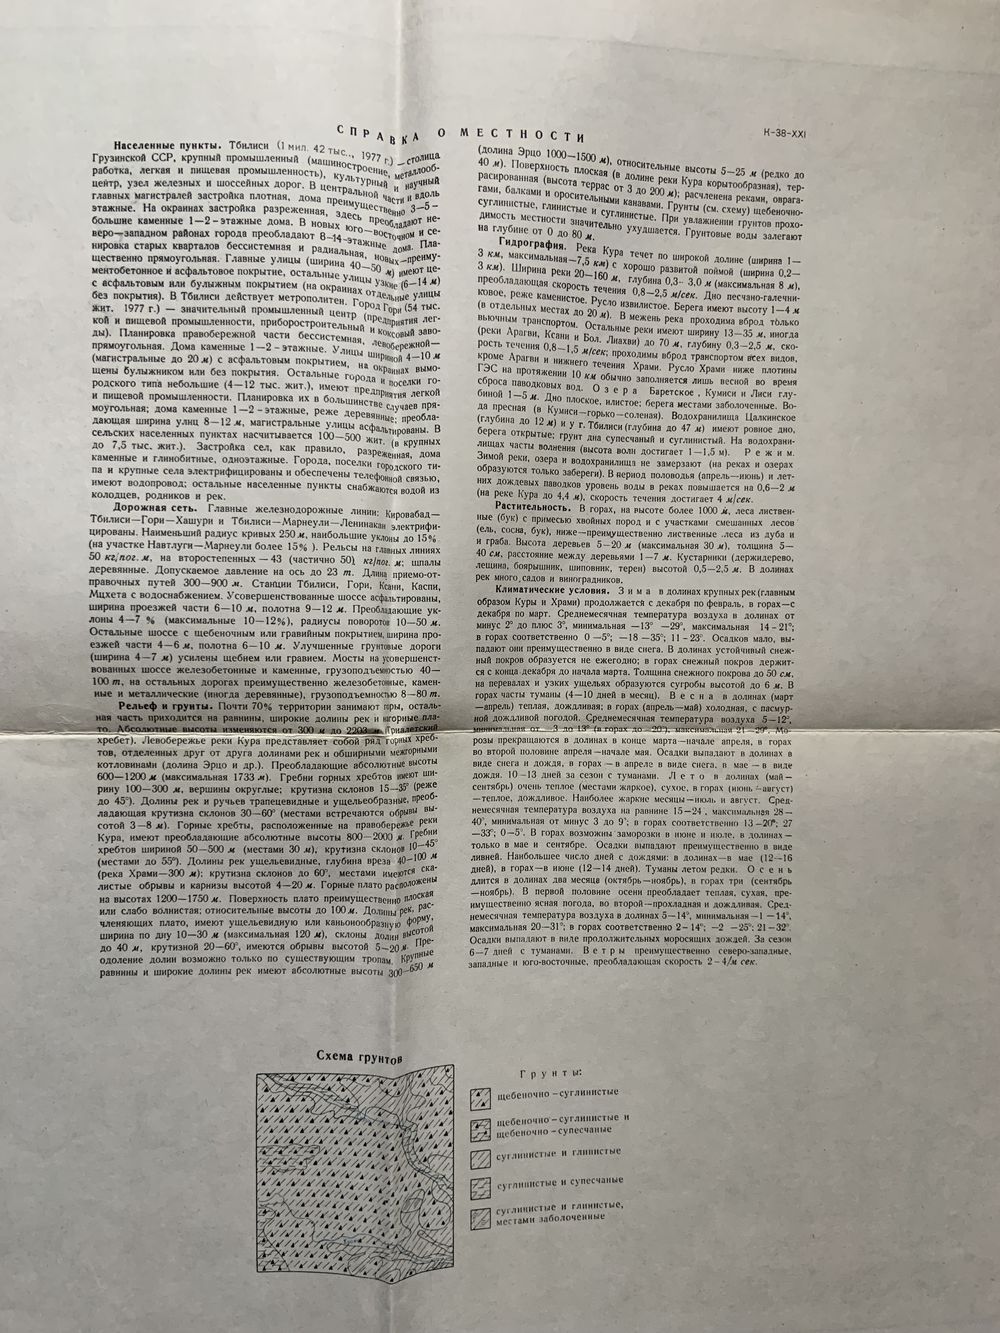 СПРАВКА О МЕСТНОСТИ
К-38-XXI
Населенные пункты. Тбилиси (1 мил. 42 тыс., 1977 г.) — столица
Грузинской ССР, крупный промышленный (машиностроение, металлооб-
работка, легкая и пищевая промышленность), культурный и научный
центр, узел железных и шоссейных дорог. В центральной части и вдоль
главных магистралей застройка плотная, дома преимущественно 3—5-
этажные. На окраинах застройка разреженная, здесь преобладают не-
большие каменные 1—2-этажные дома. В новых юго-восточном и се-
веро-западном районах города преобладают 8—14-этажные дома. Пла-
нировка старых кварталов бессистемная и радиальная, новых-преиму-
щественно прямоугольная. Главные улицы (ширина 40—50 м) имеют це-
ментобетонное и асфальтовое покрытие, остальные улицы узкие (6—14 м)
с асфальтовым или булыжным покрытием (на окраинах отдельные улицы
без покрытия). В Тбилиси действует метрополитен. Город Гори (54 тыс.
жит. 1977 г.) — значительный промышленный центр (предприятия лег-
кой и пищевой промышленности, приборостроительный и коксовый заво-
ды). Планировка правобережной части бессистемная, левобережной—
прямоугольная. Дома каменные 1—2-этажные. Улицы шириной 4—10 м
(магистральные до 20 м) с асфальтовым покрытием, на окраинах вымо-
щены булыжником или без покрытия. Остальные города и поселки го-
родского типа небольшие (4—12 тыс. жит.), имеют предприятия легкой
и пищевой промышленности. Планировка их в большинстве случаев пря-
моугольная; дома каменные 1—2-этажные, реже деревянные; преобла-
дающая ширина улиц 8—12 м, магистральные улицы асфальтированы. В
сельских населенных пунктах насчитывается 100—500 жит. (в крупных
до 7,5 тыс. жит.). Застройка сел, как правило, разреженная, дома
каменные и глинобитные, одноэтажные. Города, поселки городского ти-
па и крупные села электрифицированы и обеспечены телефонной связью,
имеют водопровод; остальные населенные пункты снабжаются водой из
колодцев, родников и рек.
Дорожная сеть. Главные железнодорожные линии: Кировабад—
Тбилиси—Гори—Хашури и Тбилиси—Марнеули—Ленинакан электрифи-
цированы. Наименьший радиус кривых 250 м, наибольшие уклоны до 15%
(на участке Навтлуги—Марнеули более 15% ). Рельсы на главных линиях
50 кг/пог. м, на второстепенных — 43 (частично 50) кг/пог. м; шпалы
деревянные. Допускаемое давление на ось до 23 т. Длина приемо-от-
правочных путей 300—900 м. Станции Тбилиси, Гори, Ксани, Каспи,
Мцхета с водоснабжением. Усовершенствованные шоссе асфальтированы,
ширина проезжей части 6—10 м, полотна 9—12 м. Преобладающие ук-
лоны 4—7 % (максимальные 10—12%), радиусы поворотов 10—50 м.
Остальные шоссе с щебеночным или гравийным покрытием, ширина про-
езжей части 4—6 м, полотна 6—10 м. Улучшенные грунтовые дороги
(ширина 4—7 м) усилены щебнем или гравием. Мосты на усовершенст-
вованных шоссе железобетонные и каменные, грузоподъемностью 40—
100 т, на остальных дорогах преимущественно железобетонные, камен-
ные и металлические (иногда деревянные), грузоподъемностью 8—80 т.
Рельеф и грунты. Почти 70% территории занимают горы, осталь-
ная часть приходится на равнины, широкие долины рек и нагорные пла-
то. Абсолютные высоты изменяются от 300 м до 2203 м (Триалетский
хребет). Левобережье реки Кура представляет собой ряд горных хреб-
тов, отделенных друг от друга долинами рек и обширными межгорными
котловинами (долина Эрцо и др.). Преобладающие абсолютные высоты
600—1200 м (максимальная 1733 м). Гребни горных хребтов имеют ши-
рину 100—300 м, вершины округлые; крутизна склонов 15—35° (реже
до 45°). Долины рек и ручьев трапецевидные и ущельеобразные, преоб-
ладающая крутизна склонов 30—60° (местами встречаются обрывы вы-
сотой 3—8 м). Горные хребты, расположенные на правобережье реки
Кура, имеют преобладающие абсолютные высоты 800—2000 м. Гребни
хребтов шириной 50—500 м (местами 30 м), крутизна склонов 10—45°
(местами до 55°). Долины рек ущельевидные, глубина вреза 40—100 м
(река Храми—300 м); крутизна склонов до 60°, местами имеются ска-
листые обрывы и карнизы высотой 4—20 м. Горные плато расположены
на высотах 1200—1750 м. Поверхность плато преимущественно плоская
или слабо волнистая; относительные высоты до 100 м. Долины рек, рас-
членяющих плато, имеют ущельевидную или каньонообразную форму,
ширина по дну 10—30 м (максимальная 120 м), склоны долин высотой
до 40 м, крутизной 20—60°, имеются обрывы высотой 5—20 м. Пре-
одоление долин возможно только по существующим тропам. Крупные
равнины и широкие долины рек имеют абсолютные высоты 300—650 м
(долина Эрцо 1000—1500 м), относительные высоты 5—25 м (редко до
40 м). Поверхность плоская (в долине реки Кура корытообразная), тер-
расированная (высота террас от 3 до 200 м); расчленена реками, оврага-
гами, балками и оросительными канавами. Грунты (см. схему) щебеночно-
суглинистые, глинистые и суглинистые. При увлажнении грунтов прохо-
димость местности значительно ухудшается. Грунтовые воды залегают
на глубине от 0 до 80 м.
Гидрография. Река Кура течет по широкой долине (ширина 1—
3 км, максимальная—7,5 км) с хорошо развитой поймой (ширина 0,2—
3 км). Ширина реки 20—160 м, глубина 0,3— 3,0 м (максимальная 8 м),
преобладающая скорость течения 0,8—2,5 м/сек. Дно песчано-галечни-
ковое, реже каменистое. Русло извилистое. Берега имеют высоту 1—4 м
(в отдельных местах до 20 м). В межень река проходима вброд только
вьючным транспортом. Остальные реки имеют ширину 13—35 м, иногда
(реки Арагви, Ксани и Бол. Лиахви) до 70 м, глубину 0,3—2,5 м, ско-
рость течения 0,8—1,5 м/сек; проходимы вброд транспортом всех видов,
кроме Арагви и нижнего течения Храми. Русло Храми ниже плотины
ГЭС на протяжении 10 км обычно заполняется лишь весной во время
сброса паводковых вод. Озера Баретское, Кумиси и Лиси глу-
биной 1—5 м. Дно плоское, илистое; берега местами заболоченные. Во-
да пресная (в Кумиси—горько—соленая). Водохранилища Цалкинское
(глубина до 12 м) и у г. Тбилиси (глубина до 47 м) имеют ровное дно,
берега открытые; грунт дна супесчаный и суглинистый. На водохрани-
лищах части волнения (высота волн достигает 1—1,5 м). Режим.
Зимой реки, озера и водохранилища не замерзают (на реках и озерах
образуются только забереги). В период половодья (апрель—июнь) и лет-
них дождевых паводков уровень воды в реках повышается на 0,6—2 м
(на реке Кура до 4,4 м), скорость течения достигает 4 м/сек.
Растительность. В горах, на высоте более 1000 м, леса листвен-
ные (бук) с примесью хвойных пород и с участками смешанных лесов
(ель, сосна, бук), ниже—преимущественно лиственные леса из дуба и
и граба. Высота деревьев 5—20 м (максимальная 30 м), толщина 5—
40 см, расстояние между деревьями 1—7 м. Кустарники (держидерево,
лещина, боярышник, шиповник, терен) высотой 0,5—2,5 м. В долинах
рек много садов и виноградников.
Климатические условия. Зима в долинах крупных рек (главным
образом Куры и Храми) продолжается с декабря по февраль, в горах—с
декабря по март. Среднемесячная температура воздуха в долинах от
минус 2° до плюс 3°, минимальная —13° —29°, максимальная 14—21°;
в горах соответственно 0 —5°; —18 —35°; 11—23°. Осадков мало, вы-
падают они преимущественно в виде снега. В долинах устойчивый снеж-
ный покров образуется не ежегодно; в горах снежный покров держит-
ся с конца декабря до начала марта. Толщина снежного покрова до 50 см,
на перевалах и узких ущельях образуются сугробы высотой до 6 м. В
горах часты туманы (4—10 дней в месяц). Весна в долинах (март
—апрель) теплая, дождливая; в горах (апрель—май) холодная, с пасмур-
ной дождливой погодой. Среднемесячная температура воздуха 5—12°,
минимальная от —3 до 13° (в горах до —20°), максимальная 21—29°. Мо-
розы прекращаются в долинах в конце марта—начале апреля, в горах
во второй половине апреля—начале мая. Осадки выпадают в долинах в
виде снега и дождя, в горах—в апреле в виде снега, в мае—в виде
дождя. 10—13 дней за сезон с туманами. Лето в долинах (май—
сентябрь) очень теплое (местами жаркое), сухое, в горах (июнь—август)
—теплое, дождливое. Наиболее жаркие месяцы—июль и август. Сред-
немесячная температура воздуха на равнине 15—24°, максимальная 28—
40°, минимальная от минус 3 до 9°; в горах соответственно 13—20°; 27
—33°; 0—5°. В горах возможны заморозки в июне и июле, в долинах—
только в мае и сентябре. Осадки выпадают преимущественно в виде
ливней. Наибольшее число дней с дождями: в долинах—в мае (12—16
дней), в горах—в июне (12—14 дней). Туманы летом редки. Осень
длится в долинах два месяца (октябрь—ноябрь), в горах три (сентябрь
—ноябрь). В первой половине осени преобладает теплая, сухая, пре-
имущественно ясная погода, во второй—прохладная и дождливая. Сред-
немесячная температура воздуха в долинах 5—14°, минимальная —1 —14°,
максимальная 20—31°; в горах соответственно 2—14°; —2 —25°; 21—32°.
Осадки выпадают в виде продолжительных моросящих дождей. За сезон
6—7 дней с туманами. Ветры преимущественно северо-западные,
западные и юго-восточные, преобладающая скорость 2—4/м сек.
Схема грунтов
Грунты:
щебеночно-суглинистые
щебеночно-суглинистые и
щебеночно-супесчаные
суглинистые и глинистые
суглинистые и супесчаные
суглинистые и глинистые,
местами заболоченные